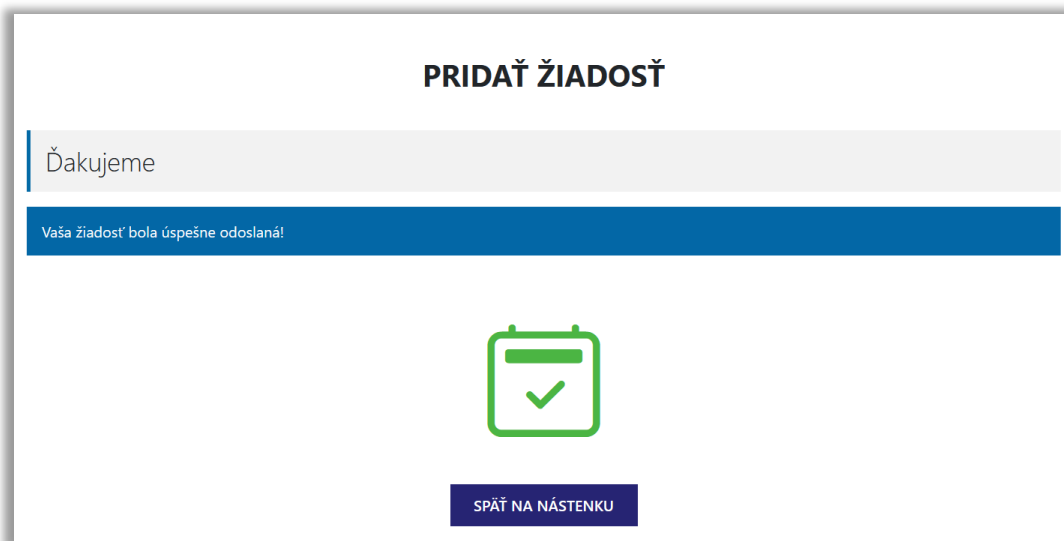 PRIDAŤ ŽIADOSŤ
Ďakujeme
Vaša žiadosť bola úspešne odoslaná!
SPÄŤ NA NÁSTENKU